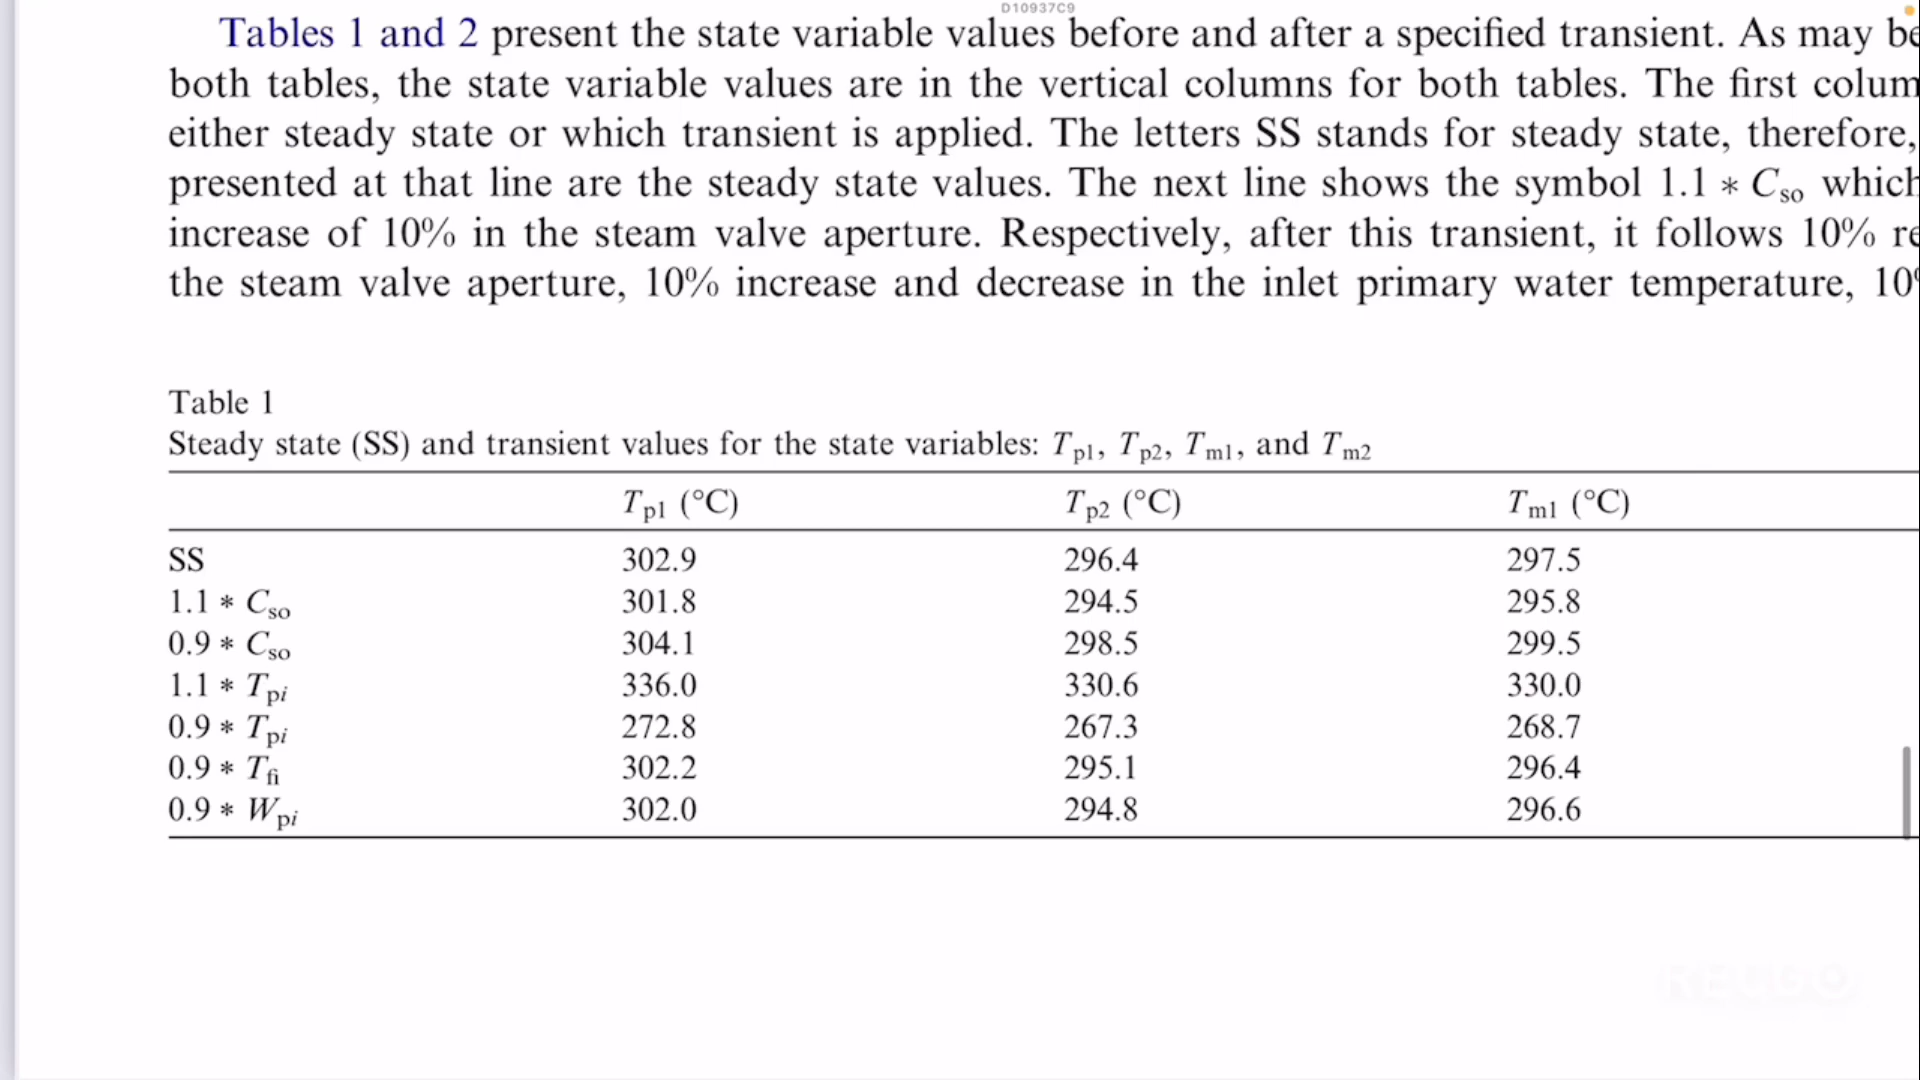 D10937C9
Tables 1 and 2 present the state variable values before and after a specified transient. As may be
both tables, the state variable values are in the vertical columns for both tables. The first colum
either steady state or which transient is applied. The letters SS stands for steady state, therefore,
presented at that line are the steady state values. The next line shows the symbol 1.1 * Cso which
increase of 10% in the steam valve aperture. Respectively, after this transient, it follows 10% re
the steam valve aperture, 10% increase and decrease in the inlet primary water temperature, 10%
Table 1
Steady state (SS) and transient values for the state variables: Tp1, Tp2, Tm1, and Tm2
Tp1 (°C) Tp2 (°C) Tm1 (°C)
SS 302.9 296.4 297.5
1.1 * Cso 301.8 294.5 295.8
0.9 * Cso 304.1 298.5 299.5
1.1 * Tpi 336.0 330.6 330.0
0.9 * Tpi 272.8 267.3 268.7
0.9 * Tfi 302.2 295.1 296.4
0.9 * Wpi 302.0 294.8 296.6